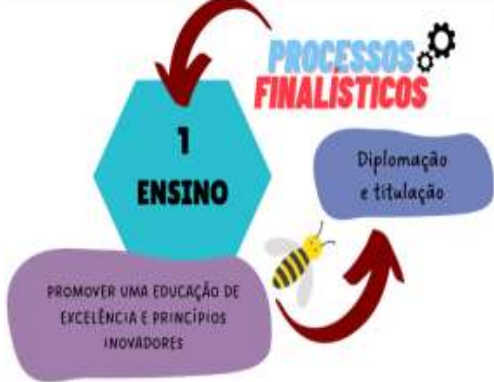 PROCESSOS
FINALÍSTICOS
1
ENSINO
Diplomação
e titulação
PROMOVER UMA EDUCAÇÃO DE
EXCELÊNCIA E PRINCÍPIOS
INOVADORES